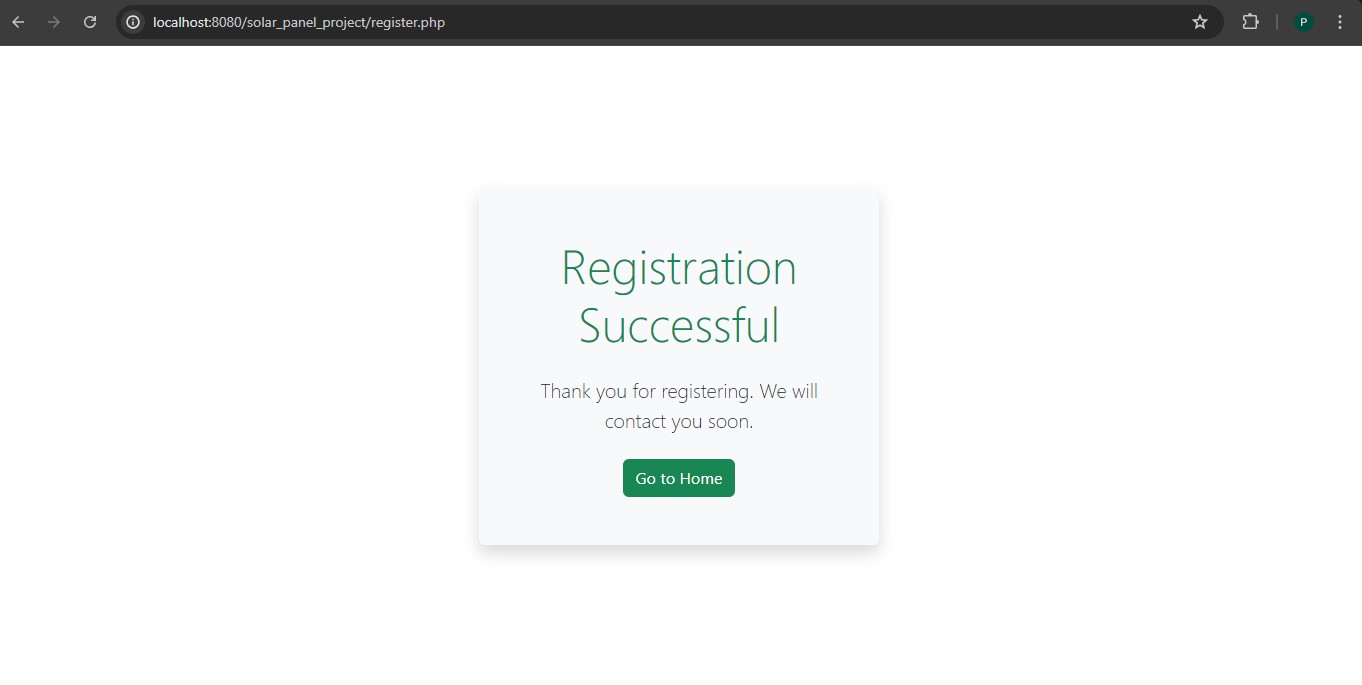 localhost:8080/solar_panel_project/register.php
P
Registration
Successful
Thank you for registering. We will
contact you soon.
Go to Home